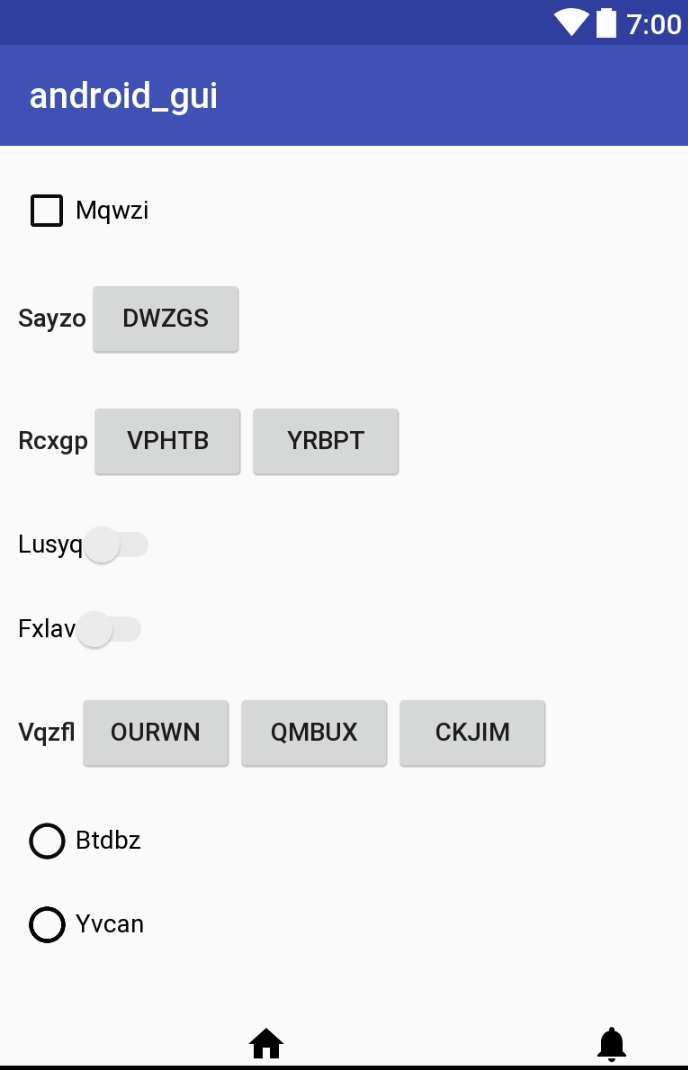 7:00
android_gui
Mqwzi
Sayzo DWZGS
Rcxgp VPHTB YRBPT
Lusyq
Fxlav
Vqzfl OURWN QMBUX CKJIM
Btdbz
Yvcan